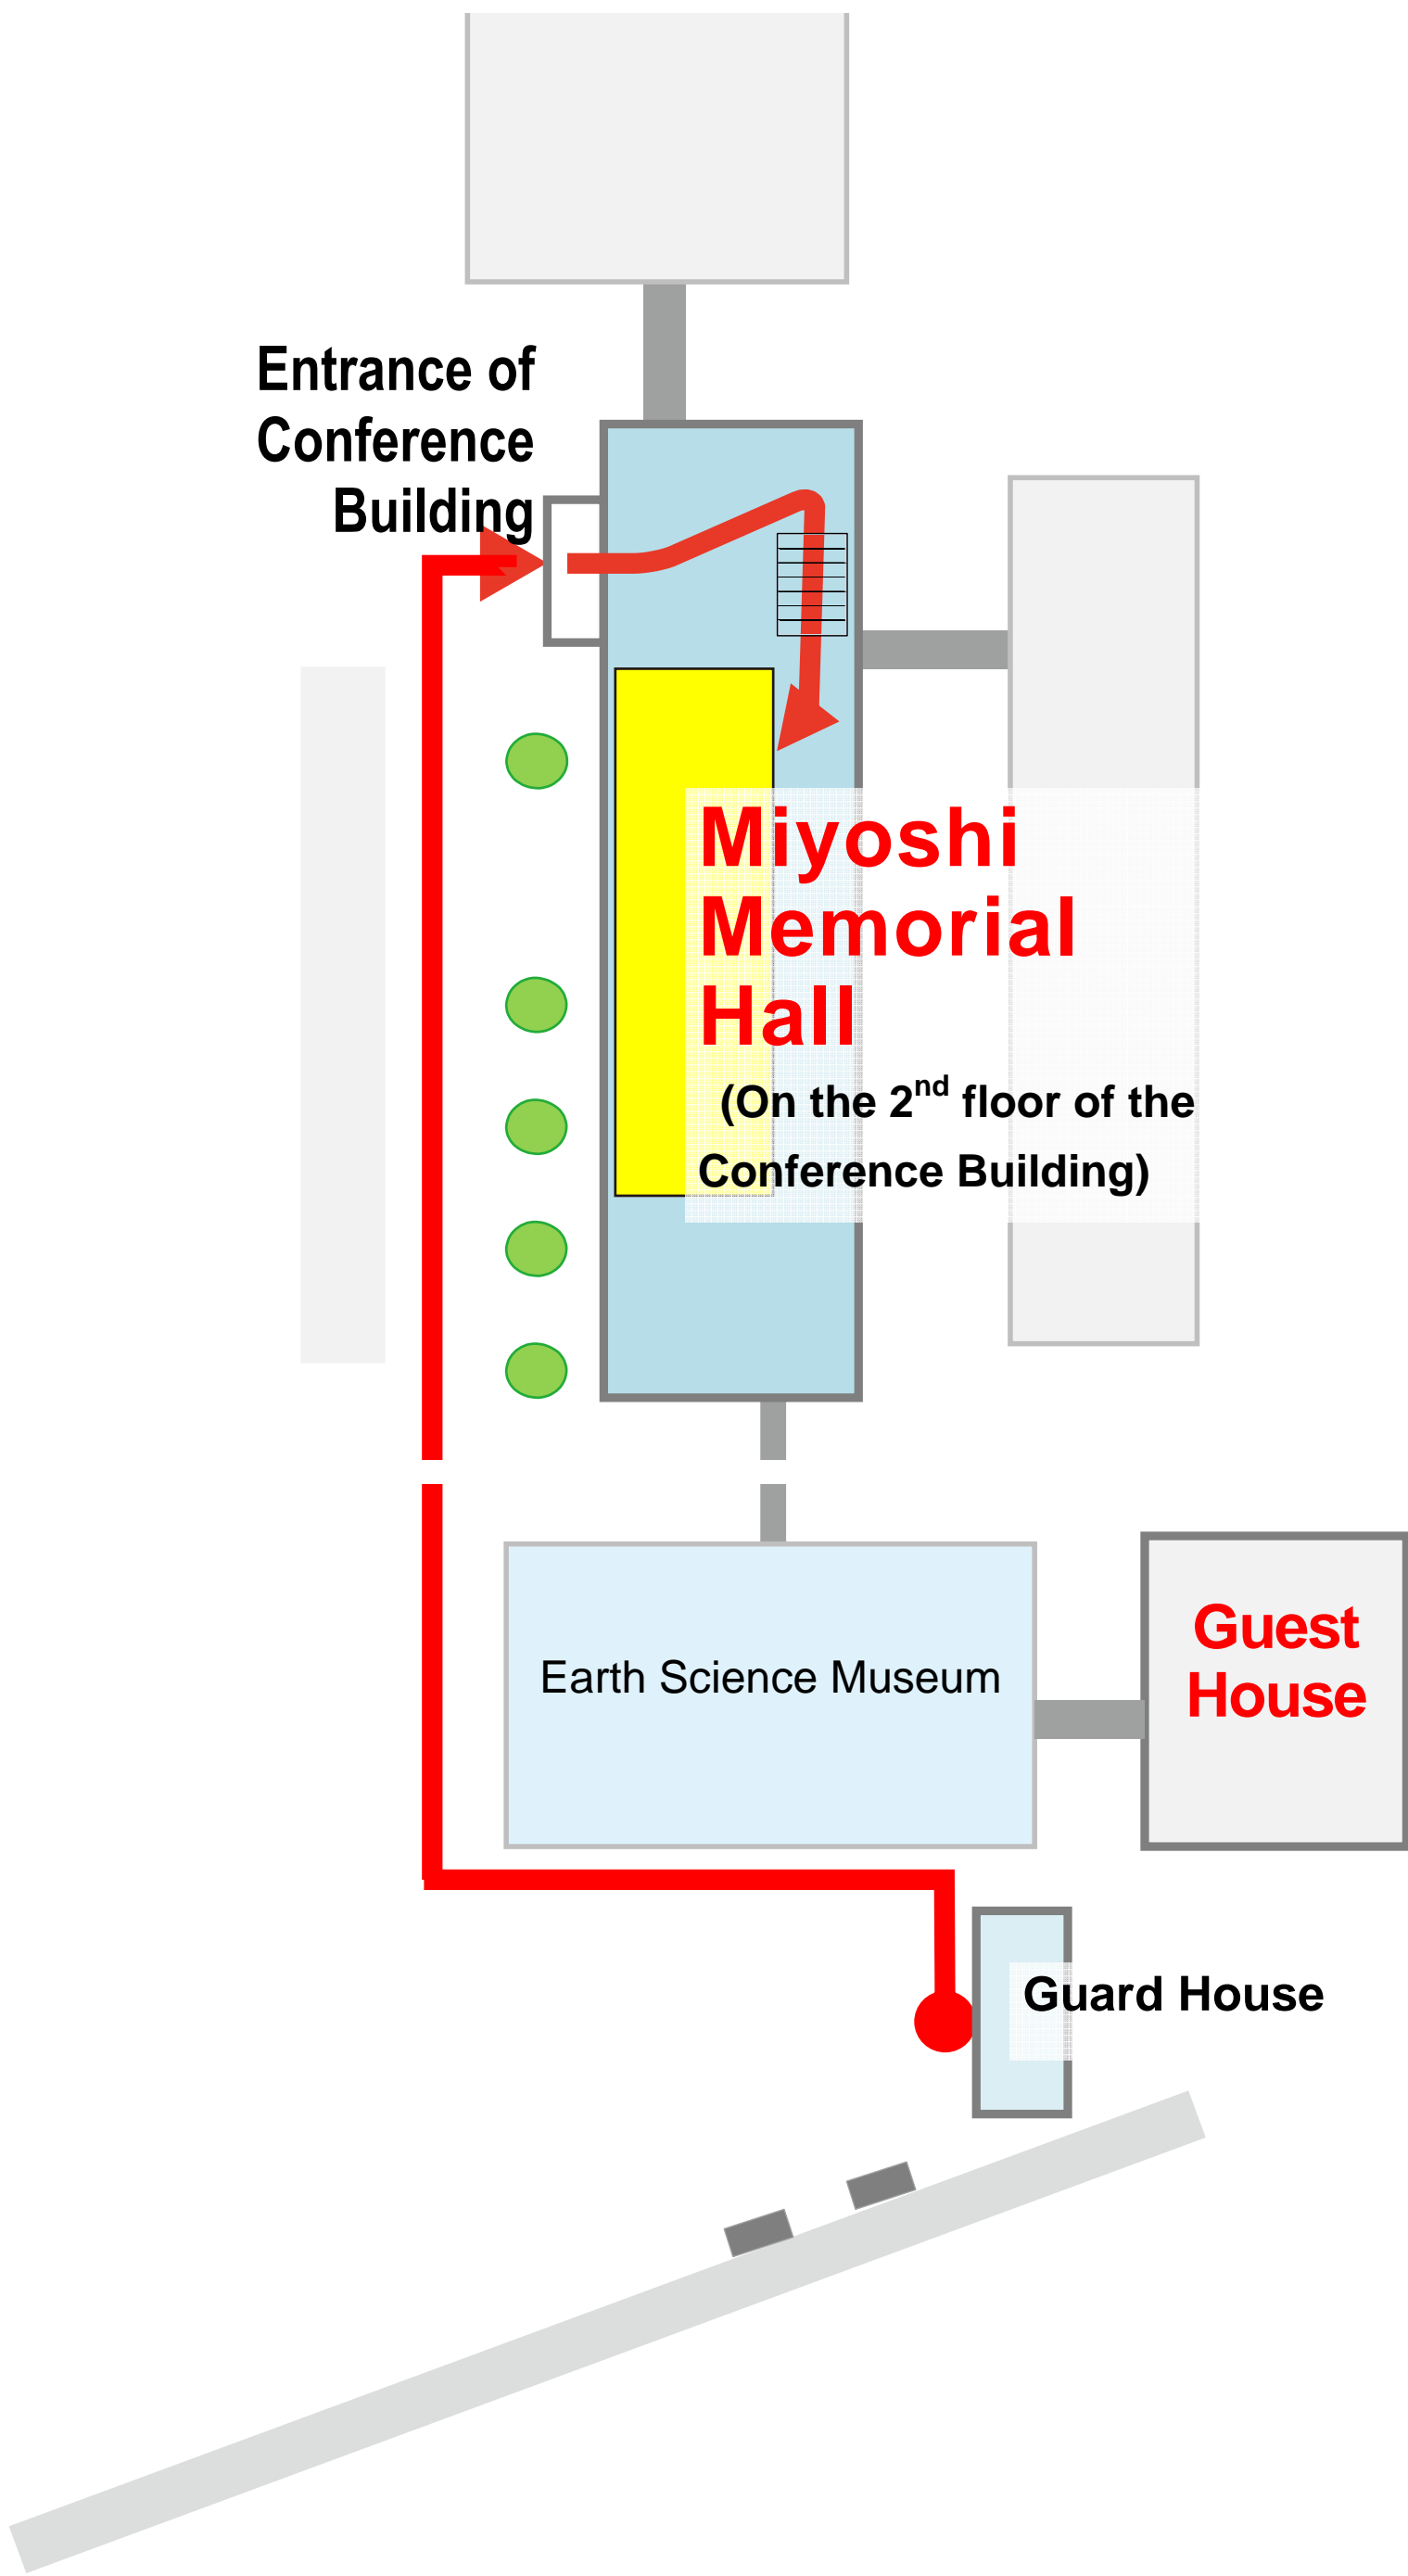 Entrance of
Conference
Building
Miyoshi
Memorial
Hall
(On the 2nd floor of the
Conference Building)
Earth Science Museum
Guest
House
Guard House